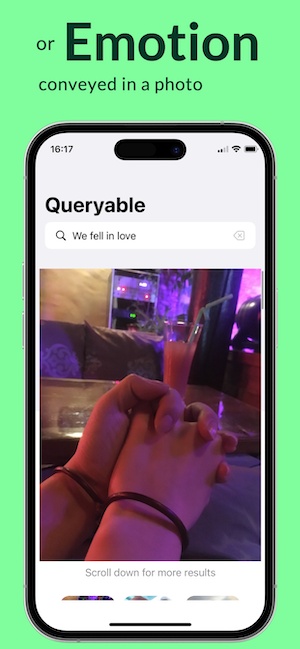 or Emotion
conveyed in a photo
16:17
Queryable
We fell in love
Scroll down for more results